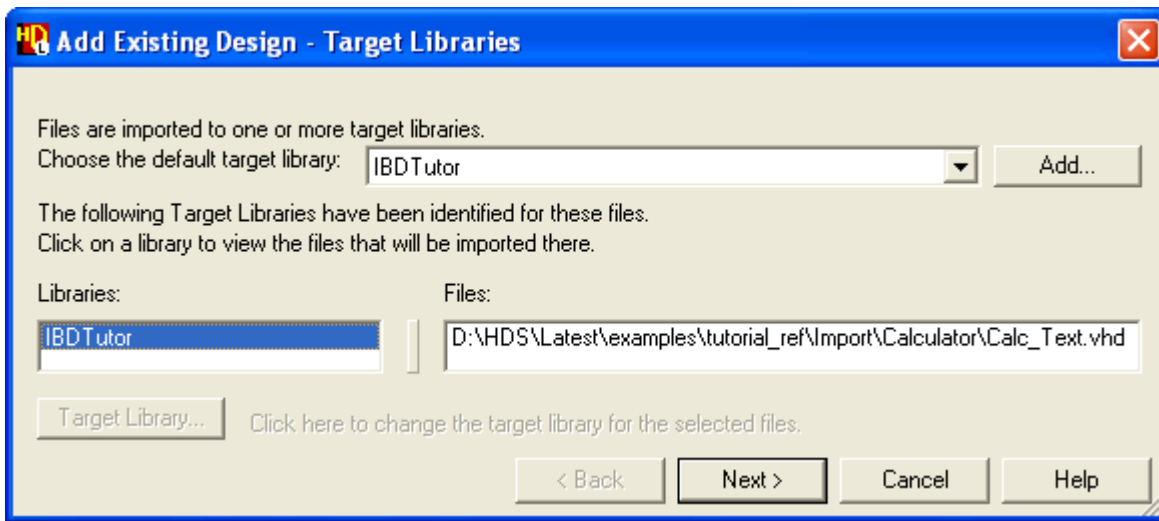 Add Existing Design - Target Libraries
Files are imported to one or more target libraries.
Choose the default target library: IBDTutor Add...
The following Target Libraries have been identified for these files.
Click on a library to view the files that will be imported there.
Libraries: Files:
IBDTutor D:\HDS\Latest\examples\tutorial_ref\Import\Calculator\Calc_Text.vhd
Target Library... Click here to change the target library for the selected files.
< Back Next > Cancel Help